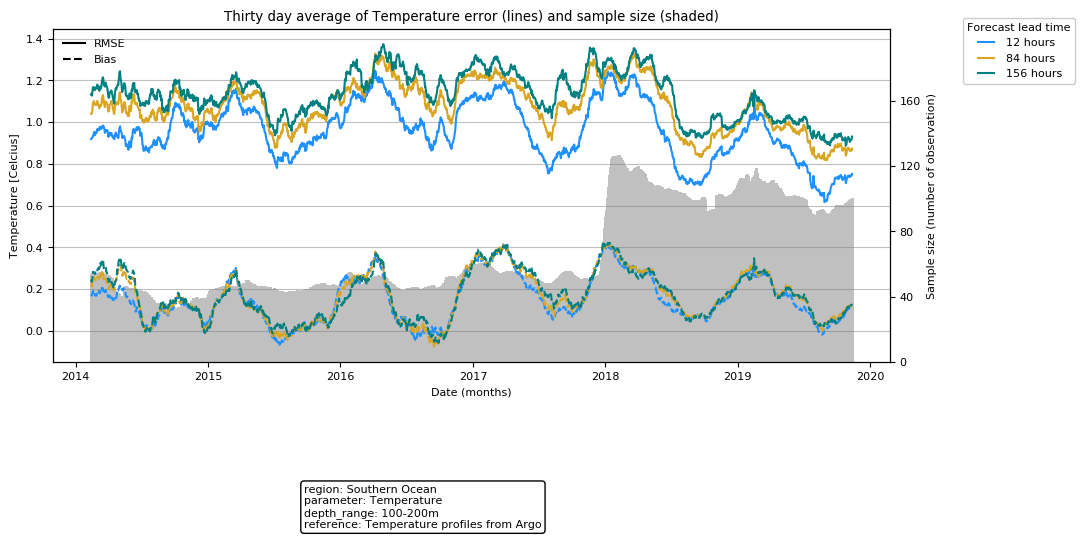 Thirty day average of Temperature error (lines) and sample size (shaded)
RMSE
Bias
Forecast lead time
12 hours
84 hours
156 hours
Temperature [Celcius]
1.4
1.2
1.0
0.8
0.6
0.4
0.2
0.0
160
120
80
40
0
Sample size (number of observation)
2014
2015
2016
2017
2018
2019
2020
Date (months)
region: Southern Ocean
parameter: Temperature
depth_range: 100-200m
reference: Temperature profiles from Argo